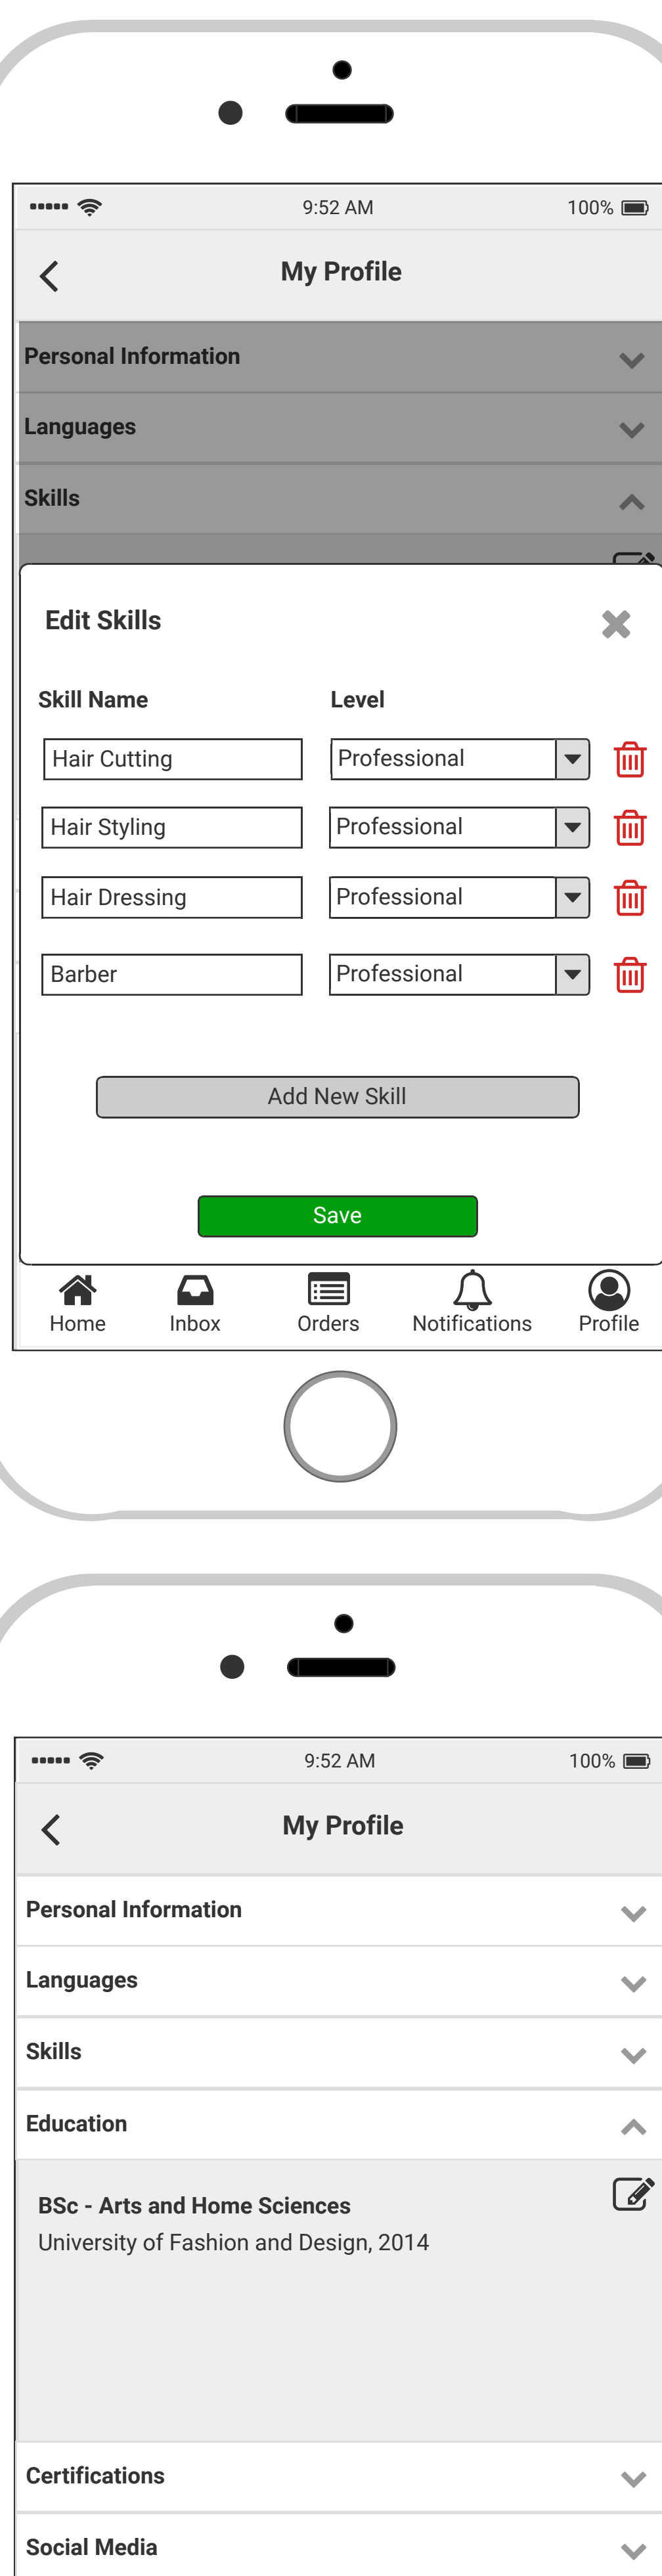 9:52 AM 100%
My Profile
Personal Information
Languages
Skills
Edit Skills
Skill Name Level
Hair Cutting Professional
Hair Styling Professional
Hair Dressing Professional
Barber Professional
Add New Skill
Save
Home Inbox Orders Notifications Profile
9:52 AM 100%
My Profile
Personal Information
Languages
Skills
Education
BSc - Arts and Home Sciences
University of Fashion and Design, 2014
Certifications
Social Media